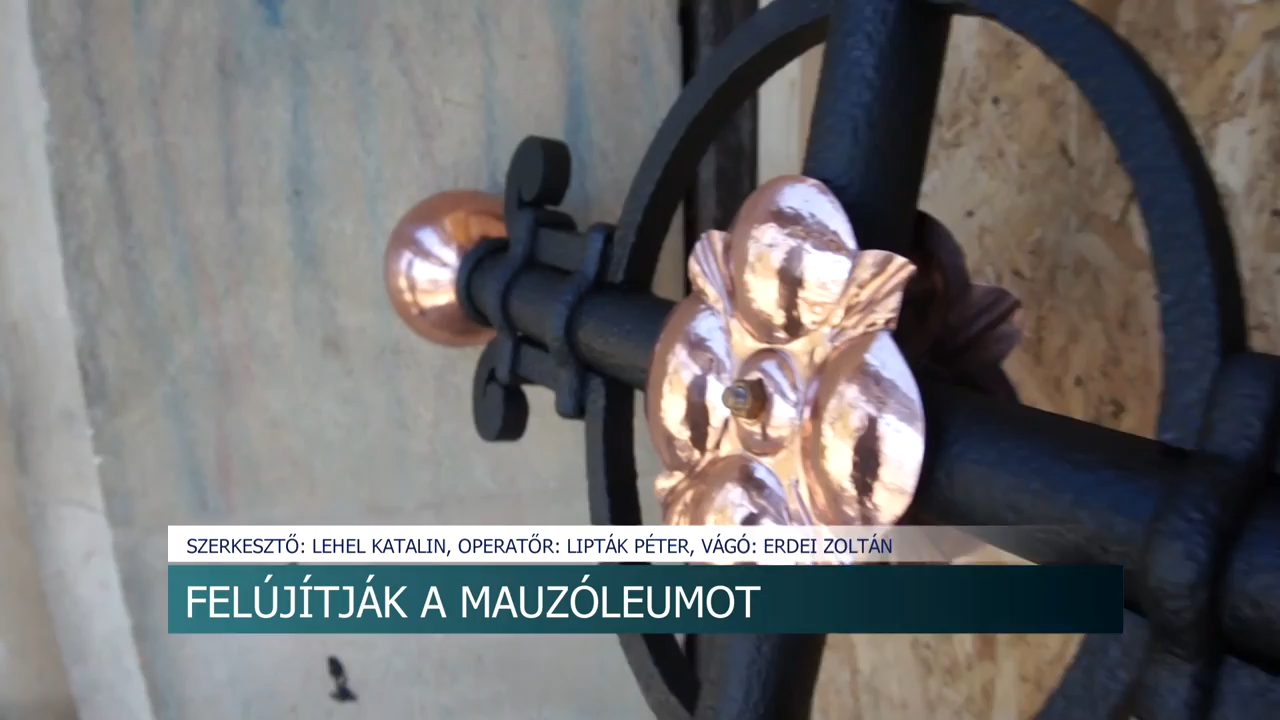 SZERKESZTŐ: LEHEL KATALIN, OPERATŐR: LIPTÁK PÉTER, VÁGÓ: ERDEI ZOLTÁN
FELÚJÍTJÁK A MAUZÓLEUMOT